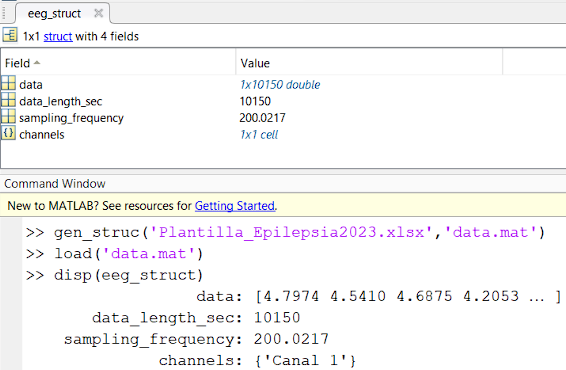 eeg_struct
1x1 struct with 4 fields
Field Value
data 1x10150 double
data_length_sec 10150
sampling_frequency 200.0217
channels 1x1 cell
Command Window
New to MATLAB? See resources for Getting Started.
>> gen_struc('Plantilla_Epilepsia2023.xlsx','data.mat')
>> load('data.mat')
>> disp(eeg_struct)
data: [4.7974 4.5410 4.6875 4.2053 … ]
data_length_sec: 10150
sampling_frequency: 200.0217
channels: {'Canal 1'}